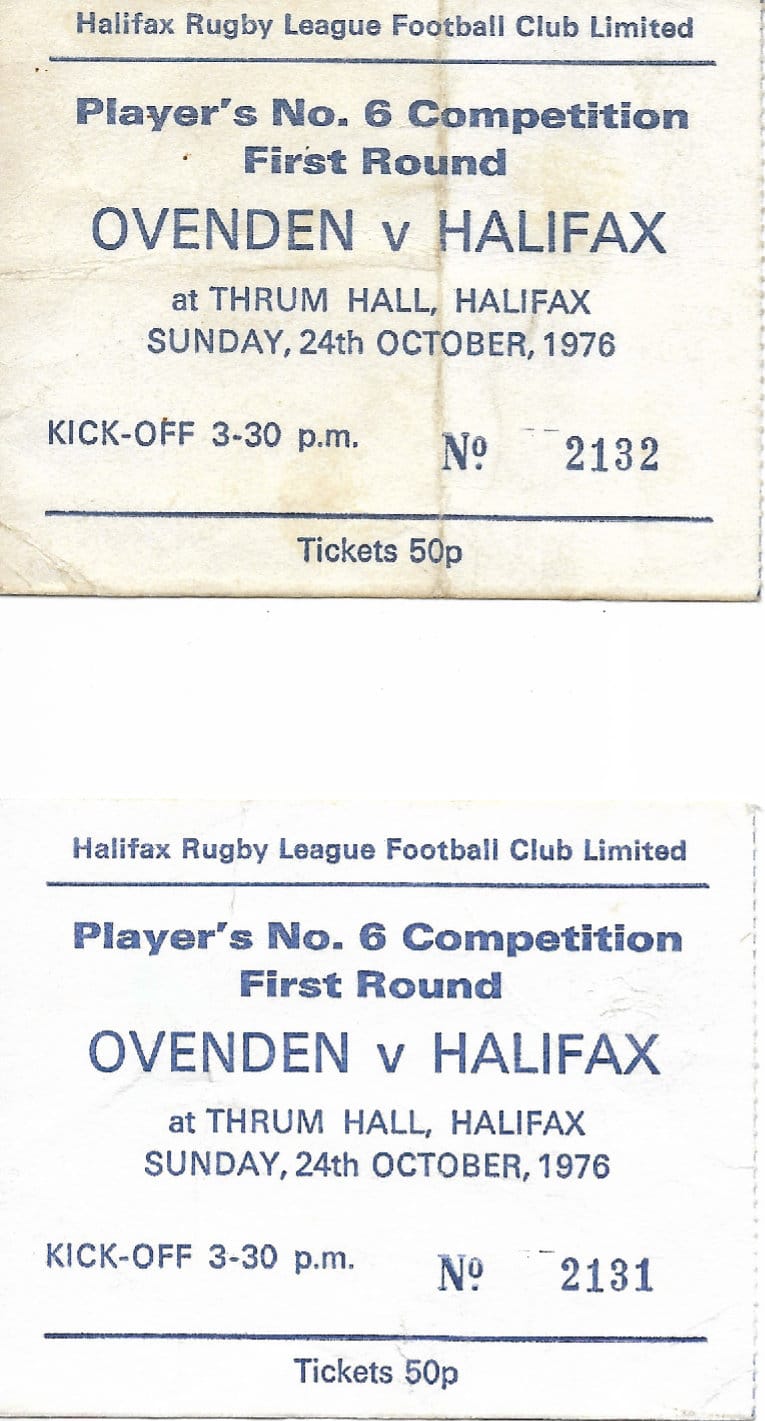 Halifax Rugby League Football Club Limited
Player's No. 6 Competition
First Round
OVENDEN v HALIFAX
at THRUM HALL, HALIFAX
SUNDAY, 24th OCTOBER, 1976
KICK-OFF 3-30 p.m. Nº 2132
Tickets 50p
Halifax Rugby League Football Club Limited
Player's No. 6 Competition
First Round
OVENDEN v HALIFAX
at THRUM HALL, HALIFAX
SUNDAY, 24th OCTOBER, 1976
KICK-OFF 3-30 p.m. Nº 2131
Tickets 50p